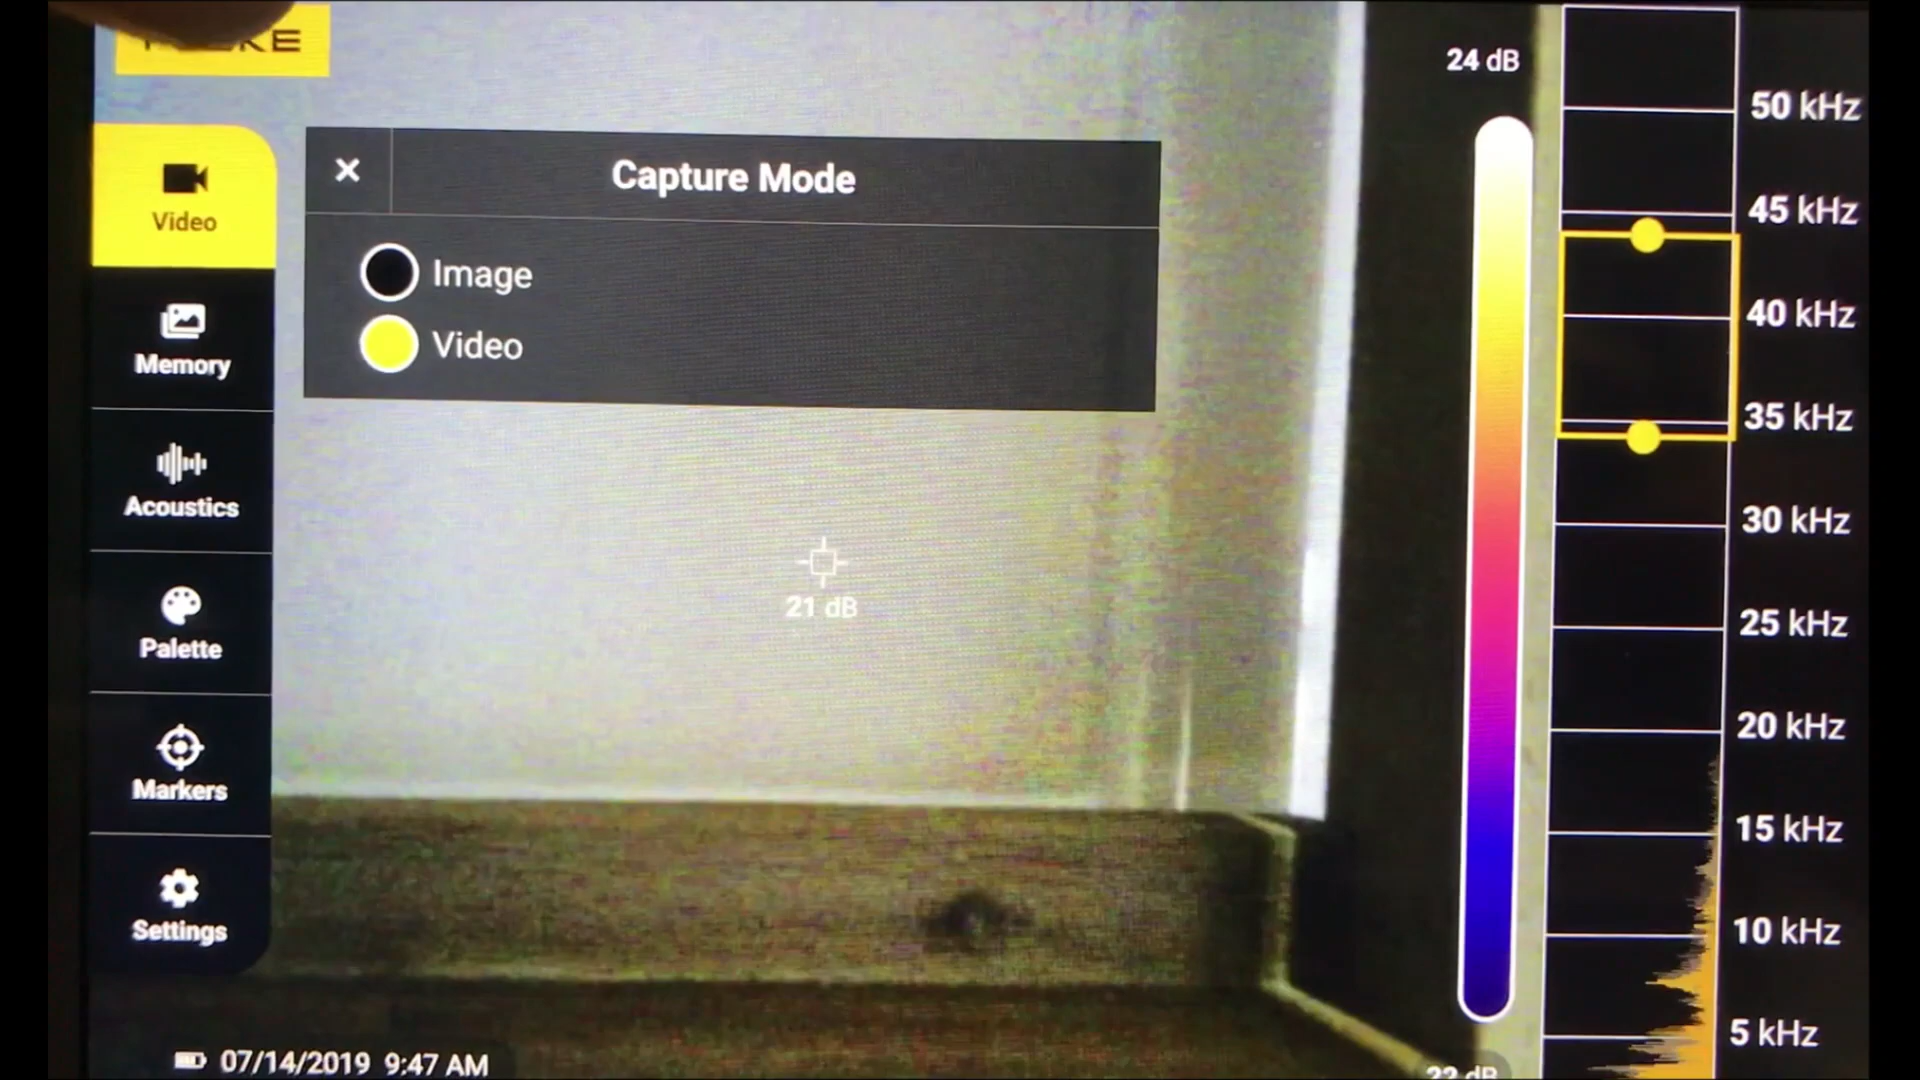 24 dB
50 kHz
Video
Capture Mode
45 kHz
Image
40 kHz
Video
Memory
35 kHz
Acoustics
30 kHz
21 dB
25 kHz
Palette
20 kHz
Markers
15 kHz
Settings
10 kHz
5 kHz
07/14/2019 9:47 AM